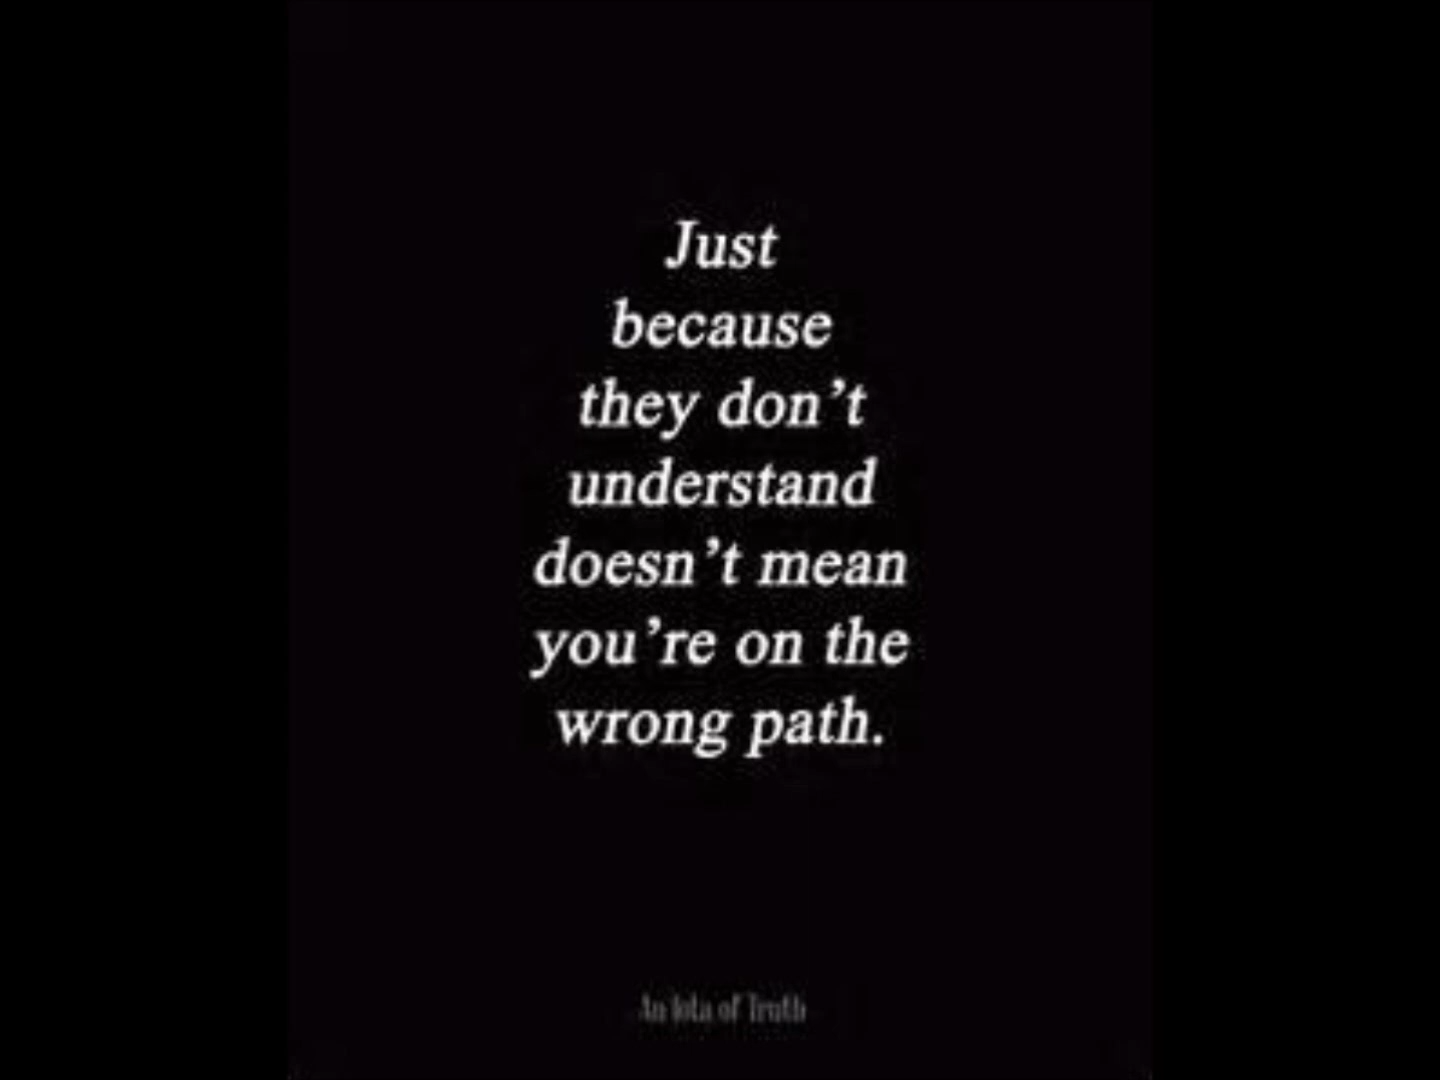 Just
because
they don’t
understand
doesn’t mean
you’re on the
wrong path.
An Iota of Truth